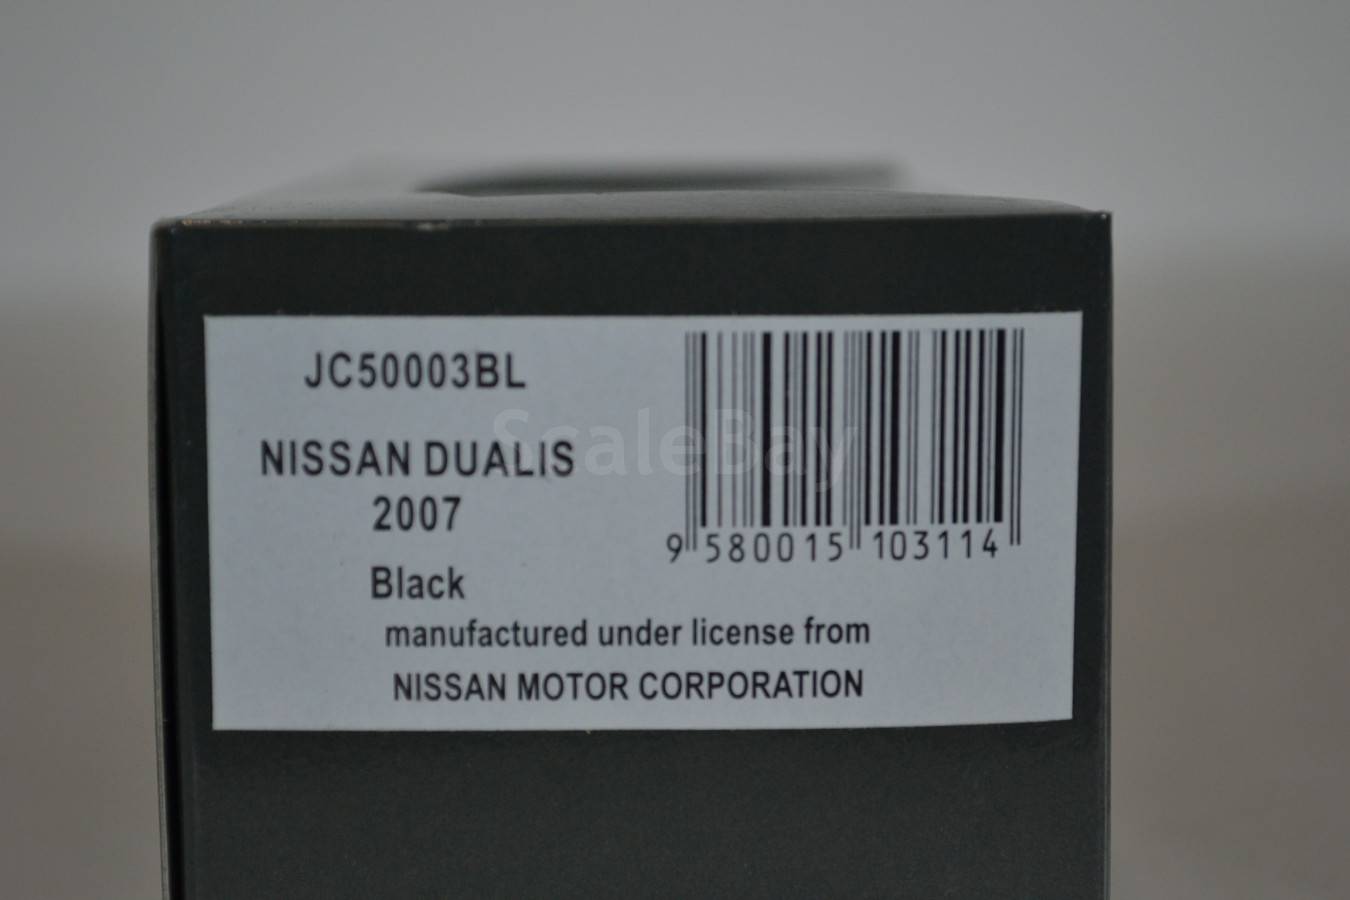 JC50003BL
NISSAN DUALIS
2007
Black
manufactured under license from
NISSAN MOTOR CORPORATION
9 580015 103114
ScaleBay